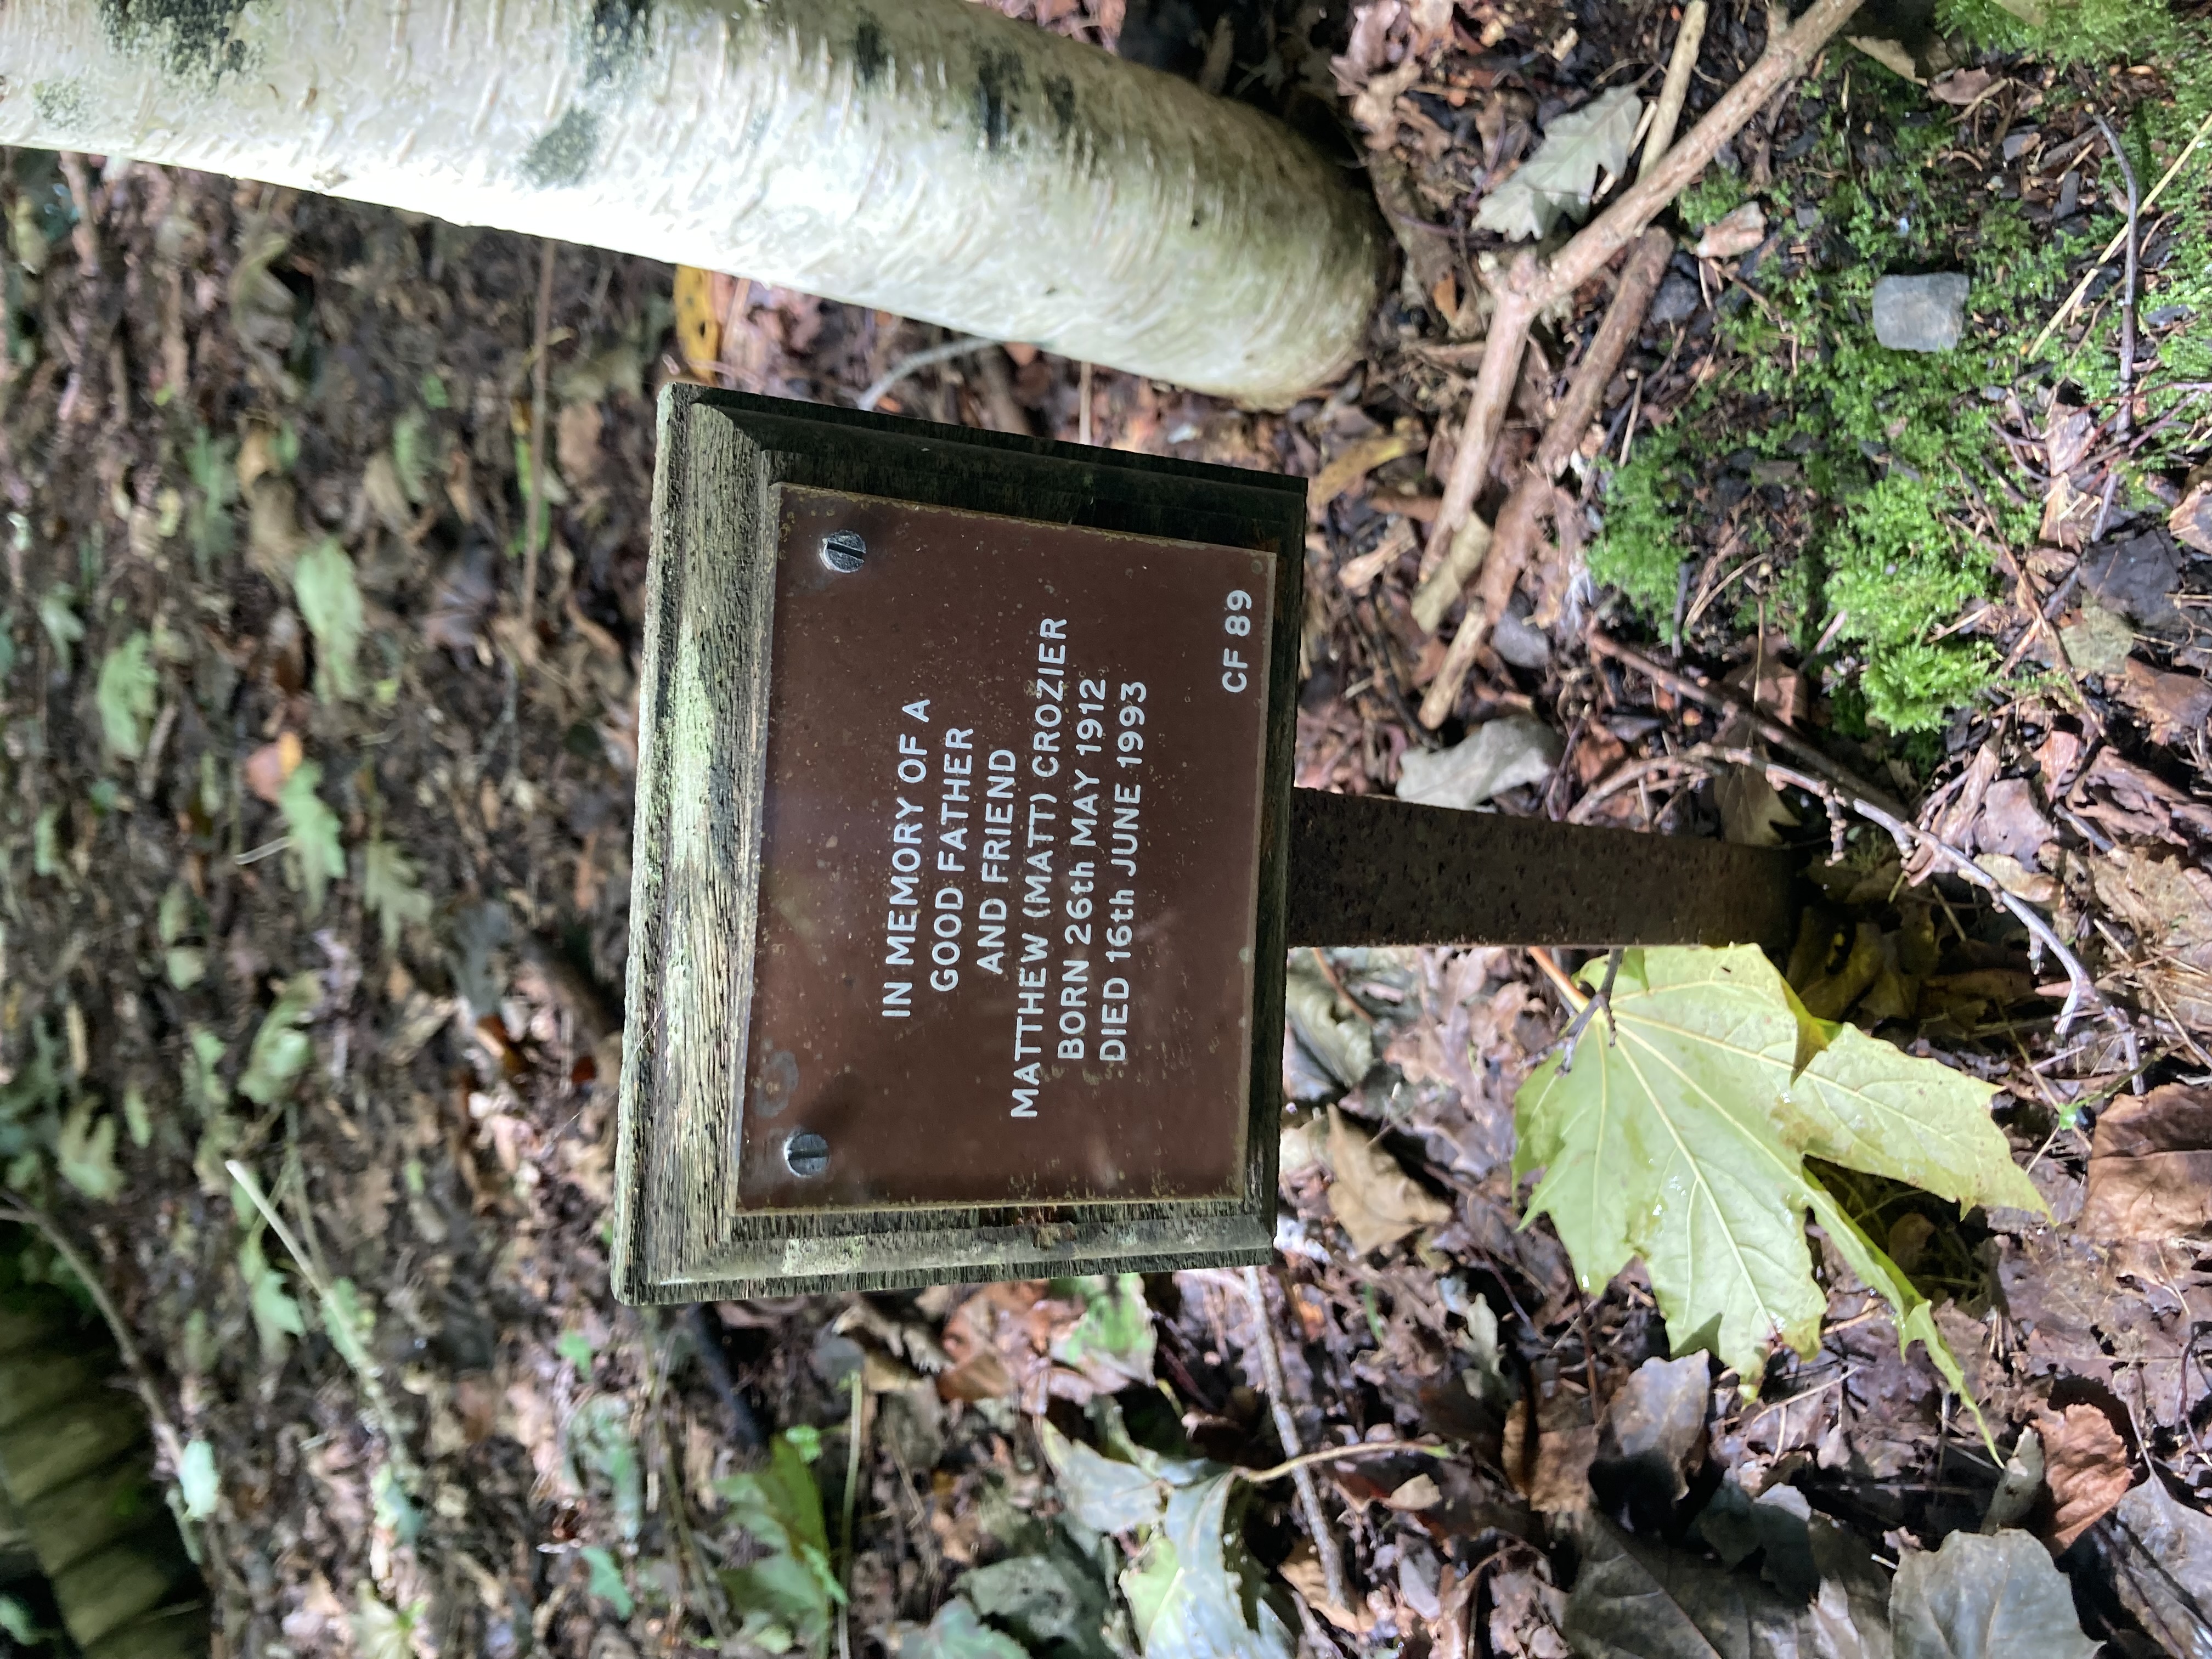 IN MEMORY OF A
GOOD FATHER
AND FRIEND
MATTHEW (MATT) CROZIER
BORN 26th MAY 1912
DIED 16th JUNE 1993
CF 89